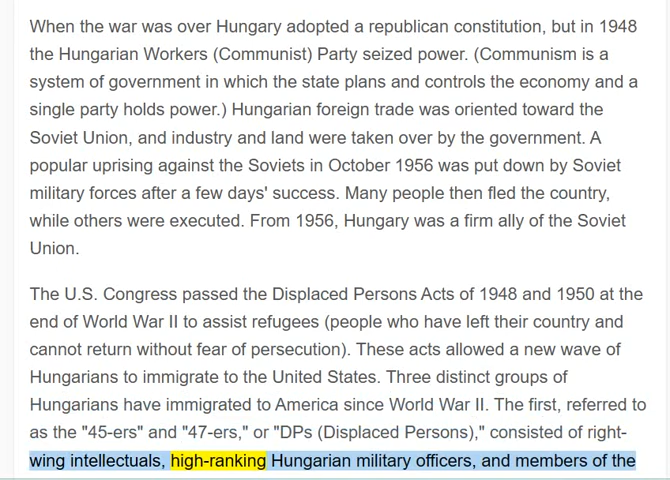 When the war was over Hungary adopted a republican constitution, but in 1948
the Hungarian Workers (Communist) Party seized power. (Communism is a
system of government in which the state plans and controls the economy and a
single party holds power.) Hungarian foreign trade was oriented toward the
Soviet Union, and industry and land were taken over by the government. A
popular uprising against the Soviets in October 1956 was put down by Soviet
military forces after a few days' success. Many people then fled the country,
while others were executed. From 1956, Hungary was a firm ally of the Soviet
Union.
The U.S. Congress passed the Displaced Persons Acts of 1948 and 1950 at the
end of World War II to assist refugees (people who have left their country and
cannot return without fear of persecution). These acts allowed a new wave of
Hungarians to immigrate to the United States. Three distinct groups of
Hungarians have immigrated to America since World War II. The first, referred to
as the "45-ers" and "47-ers," or "DPs (Displaced Persons)," consisted of right-
wing intellectuals, high-ranking Hungarian military officers, and members of the